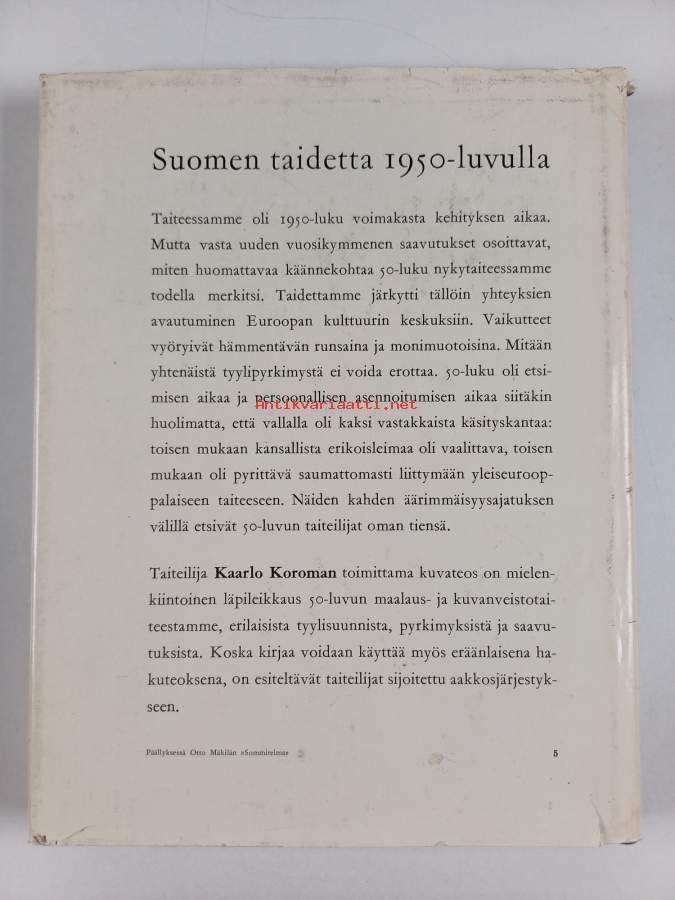 Suomen taidetta 1950-luvulla
Taiteessamme oli 1950-luku voimakasta kehityksen aikaa.
Mutta vasta uuden vuosikymmenen saavutukset osoittavat,
miten huomattavaa käännekohtaa 50-luku nykytaiteessamme
todella merkitsi. Taidettamme järkytti tällöin yhteyksien
avautuminen Euroopan kulttuurin keskuksiin. Vaikutteet
vyöryivät hämmentävän runsaina ja monimuotoisina. Mitään
yhtenäistä tyylipyrkimystä ei voida erottaa. 50-luku oli etsi-
misen aikaa ja persoonallisen asennoitumisen aikaa siitäkin
Antikvariaatti.net
huolimatta, että vallalla oli kaksi vastakkaista käsityskantaa:
toisen mukaan kansallista erikoisleimaa oli vaalittava, toisen
mukaan oli pyrittävä saumattomasti liittymään yleiseuroop-
palaiseen taiteeseen. Näiden kahden äärimmäisyysajatuksen
välillä etsivät 50-luvun taiteilijat oman tiensä.
Taiteilija Kaarlo Koroman toimittama kuvateos on mielen-
kiintoinen läpileikkaus 50-luvun maalaus- ja kuvanveistotai-
teestamme, erilaisista tyylisuunnista, pyrkimyksistä ja saavu-
tuksista. Koska kirjaa voidaan käyttää myös eräänlaisena ha-
kuteoksena, on esiteltävät taiteilijat sijoitettu aakkosjärjestyk-
seen.
Päällyksessä Otto Mäkilän »Sommitelma» 5